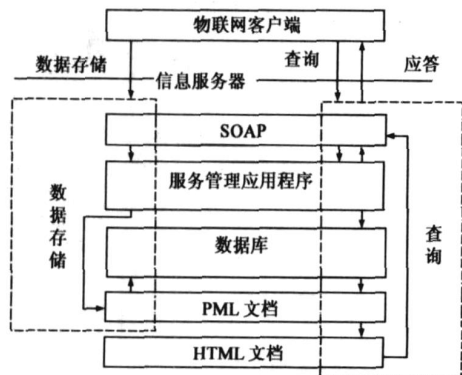 物联网客户端
数据存储
查询
应答
信息服务器
SOAP
服务管理应用程序
数据存储
数据库
查询
PML 文档
HTML 文档